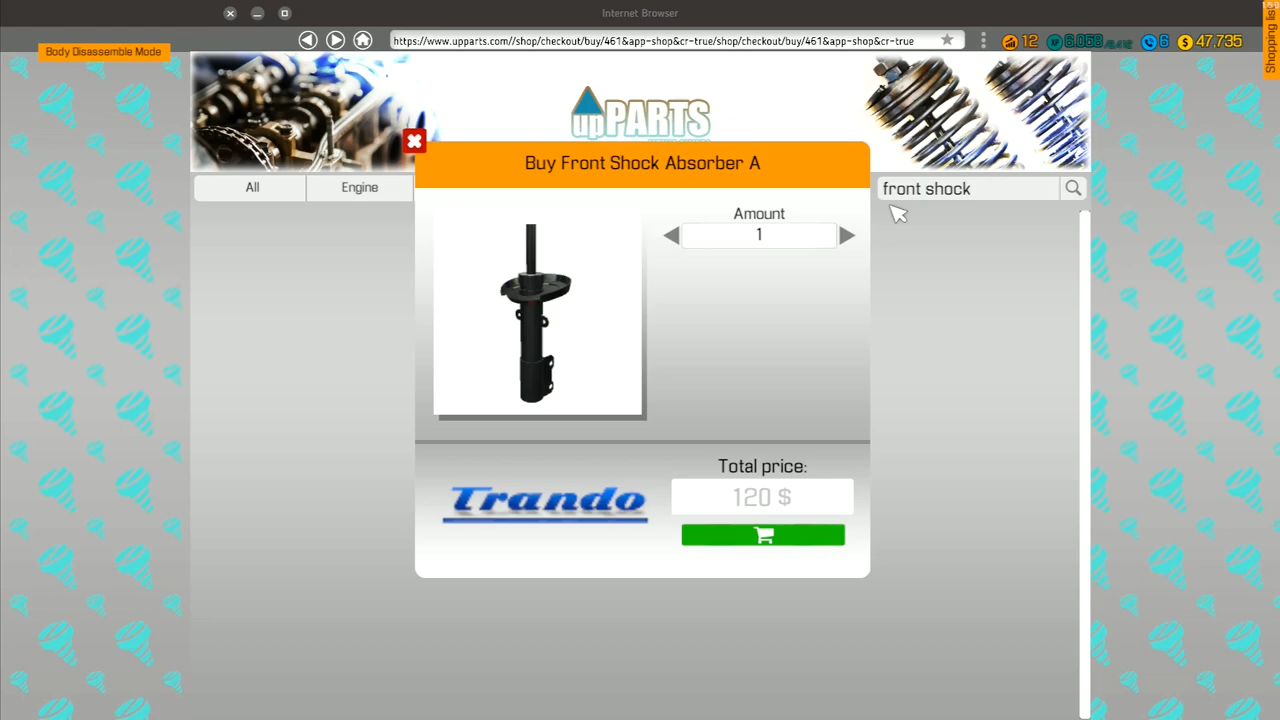 Internet Browser
https://www.upparts.com//shop/checkout/buy/461&app-shop&cr-true/shop/checkout/buy/461&app-shop&cr-true
Body Disassemble Mode
12
6
47,735
Shopping list
upPARTS
Buy Front Shock Absorber A
All
Engine
front shock
Amount
1
Trando
Total price:
120 $